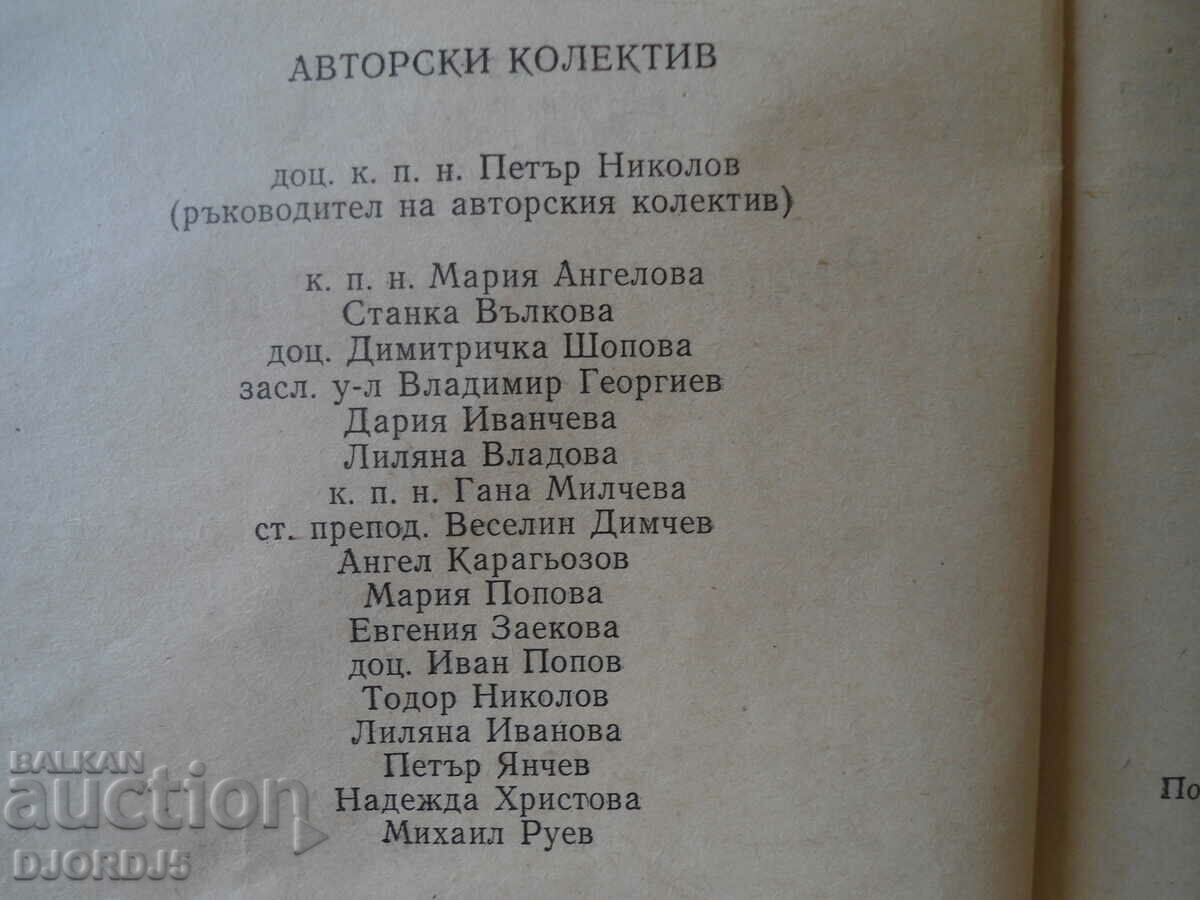 АВТОРСКИ КОЛЕКТИВ
доц. к. п. н. Петър Николов
(ръководител на авторския колектив)
к. п. н. Мария Ангелова
Станка Вълкова
доц. Димитричка Шопова
засл. у-л Владимир Георгиев
Дария Иванчева
Лиляна Владова
к. п. н. Гана Милчева
ст. препод. Веселин Димчев
Ангел Карагьозов
Мария Попова
Евгения Заекова
доц. Иван Попов
Тодор Николов
Лиляна Иванова
Петър Янчев
Надежда Христова
Михаил Руев
По
BALKAN
auction
DJORDJ5